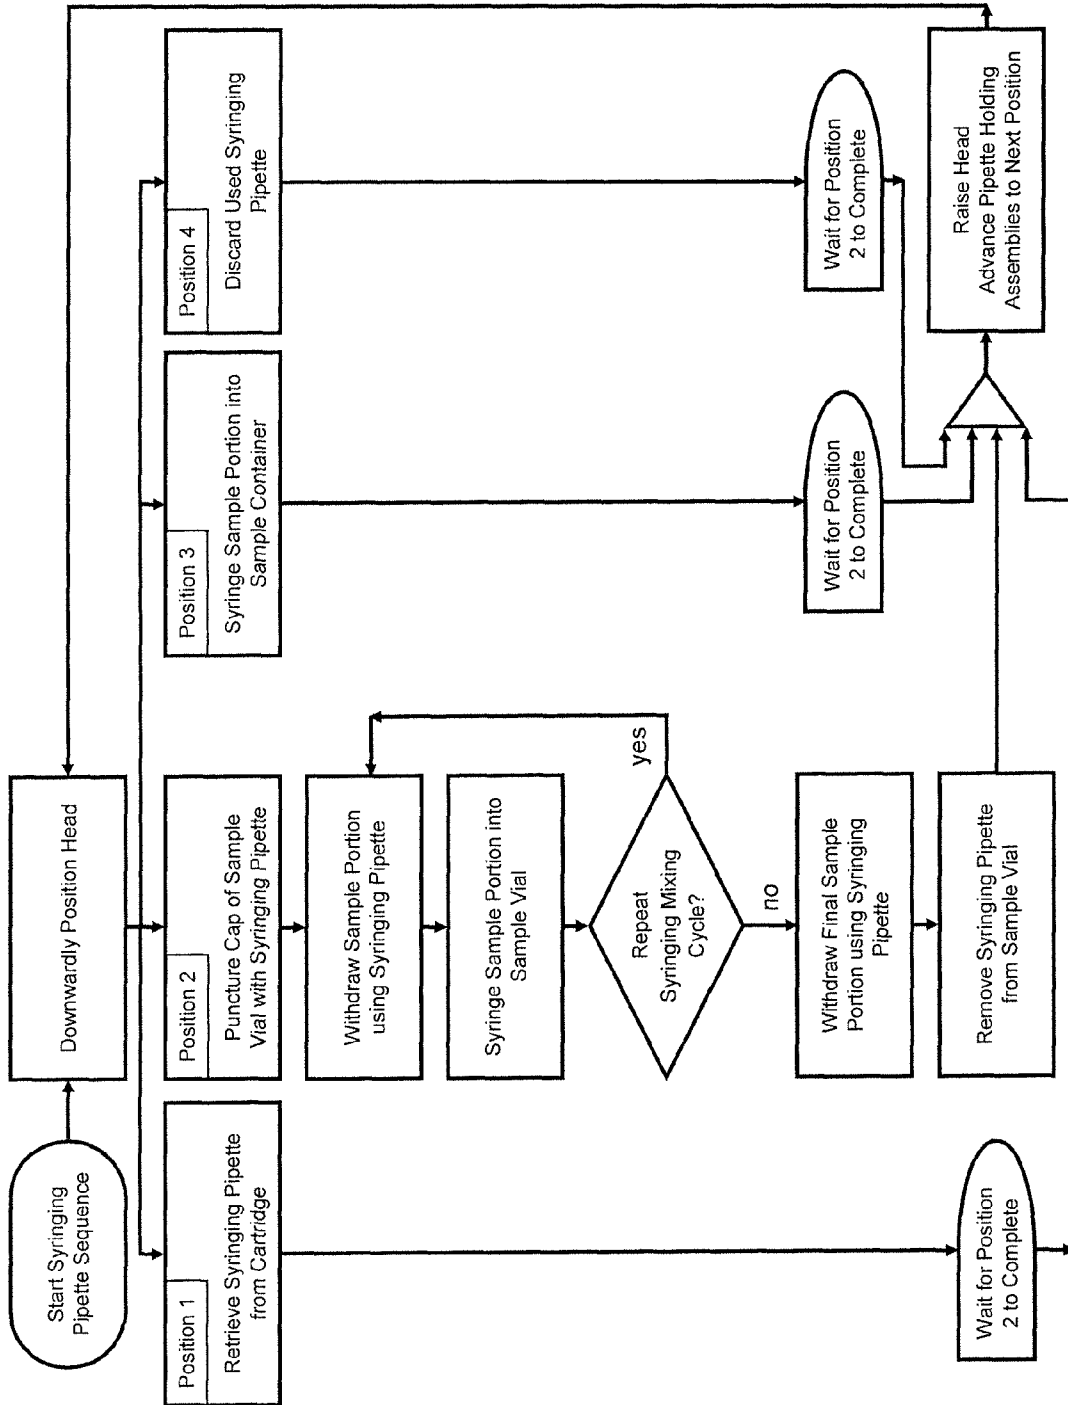 Start Syringing
Pipette Sequence
Downwardly Position Head
Position 1
Retrieve Syringing Pipette
from Cartridge
Wait for Position
2 to Complete
Position 2
Puncture Cap of Sample
Vial with Syringing Pipette
Withdraw Sample Portion
using Syringing Pipette
Syringe Sample Portion into
Sample Vial
Repeat
Syringing Mixing
Cycle?
yes
no
Withdraw Final Sample
Portion using Syringing
Pipette
Remove Syringing Pipette
from Sample Vial
Position 3
Syringe Sample Portion into
Sample Container
Wait for Position
2 to Complete
Position 4
Discard Used Syringing
Pipette
Wait for Position
2 to Complete
Raise Head
Advance Pipette Holding
Assemblies to Next Position